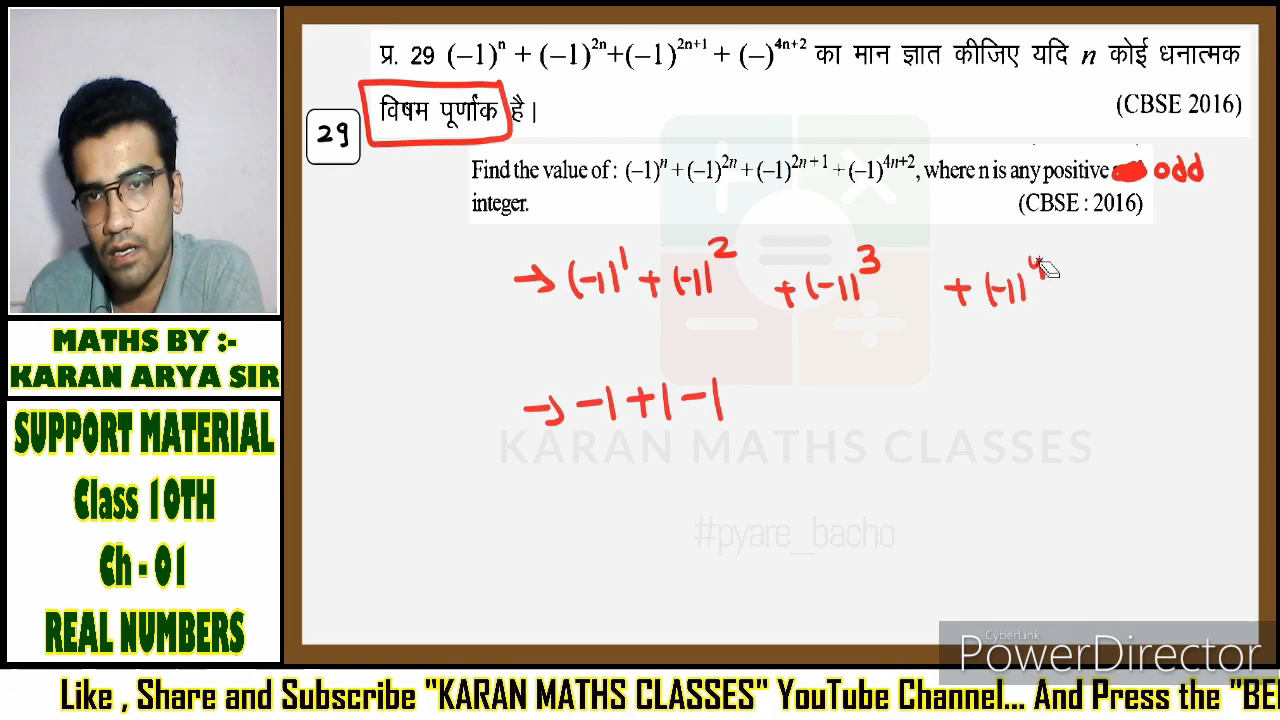 प्र. 29 (–1)ⁿ + (–1)²ⁿ+(–1)²ⁿ⁺¹ + (–)⁴ⁿ⁺² का मान ज्ञात कीजिए यदि n कोई धनात्मक
विषम पूर्णांक है।
(CBSE 2016)
29
Find the value of : (–1)ⁿ + (–1)²ⁿ + (–1)²ⁿ⁺¹ + (–1)⁴ⁿ⁺², where n is any positive odd
integer.
(CBSE : 2016)
→ (-1)¹ + (-1)² + (-1)³ + (-1)⁴
→ -1+1-1
KARAN MATHS CLASSES
#pyare_bacho
MATHS BY :-
KARAN ARYA SIR
SUPPORT MATERIAL
Class 10TH
Ch - 01
REAL NUMBERS
CyberLink
PowerDirector
Like , Share and Subscribe "KARAN MATHS CLASSES" YouTube Channel... And Press the "BE